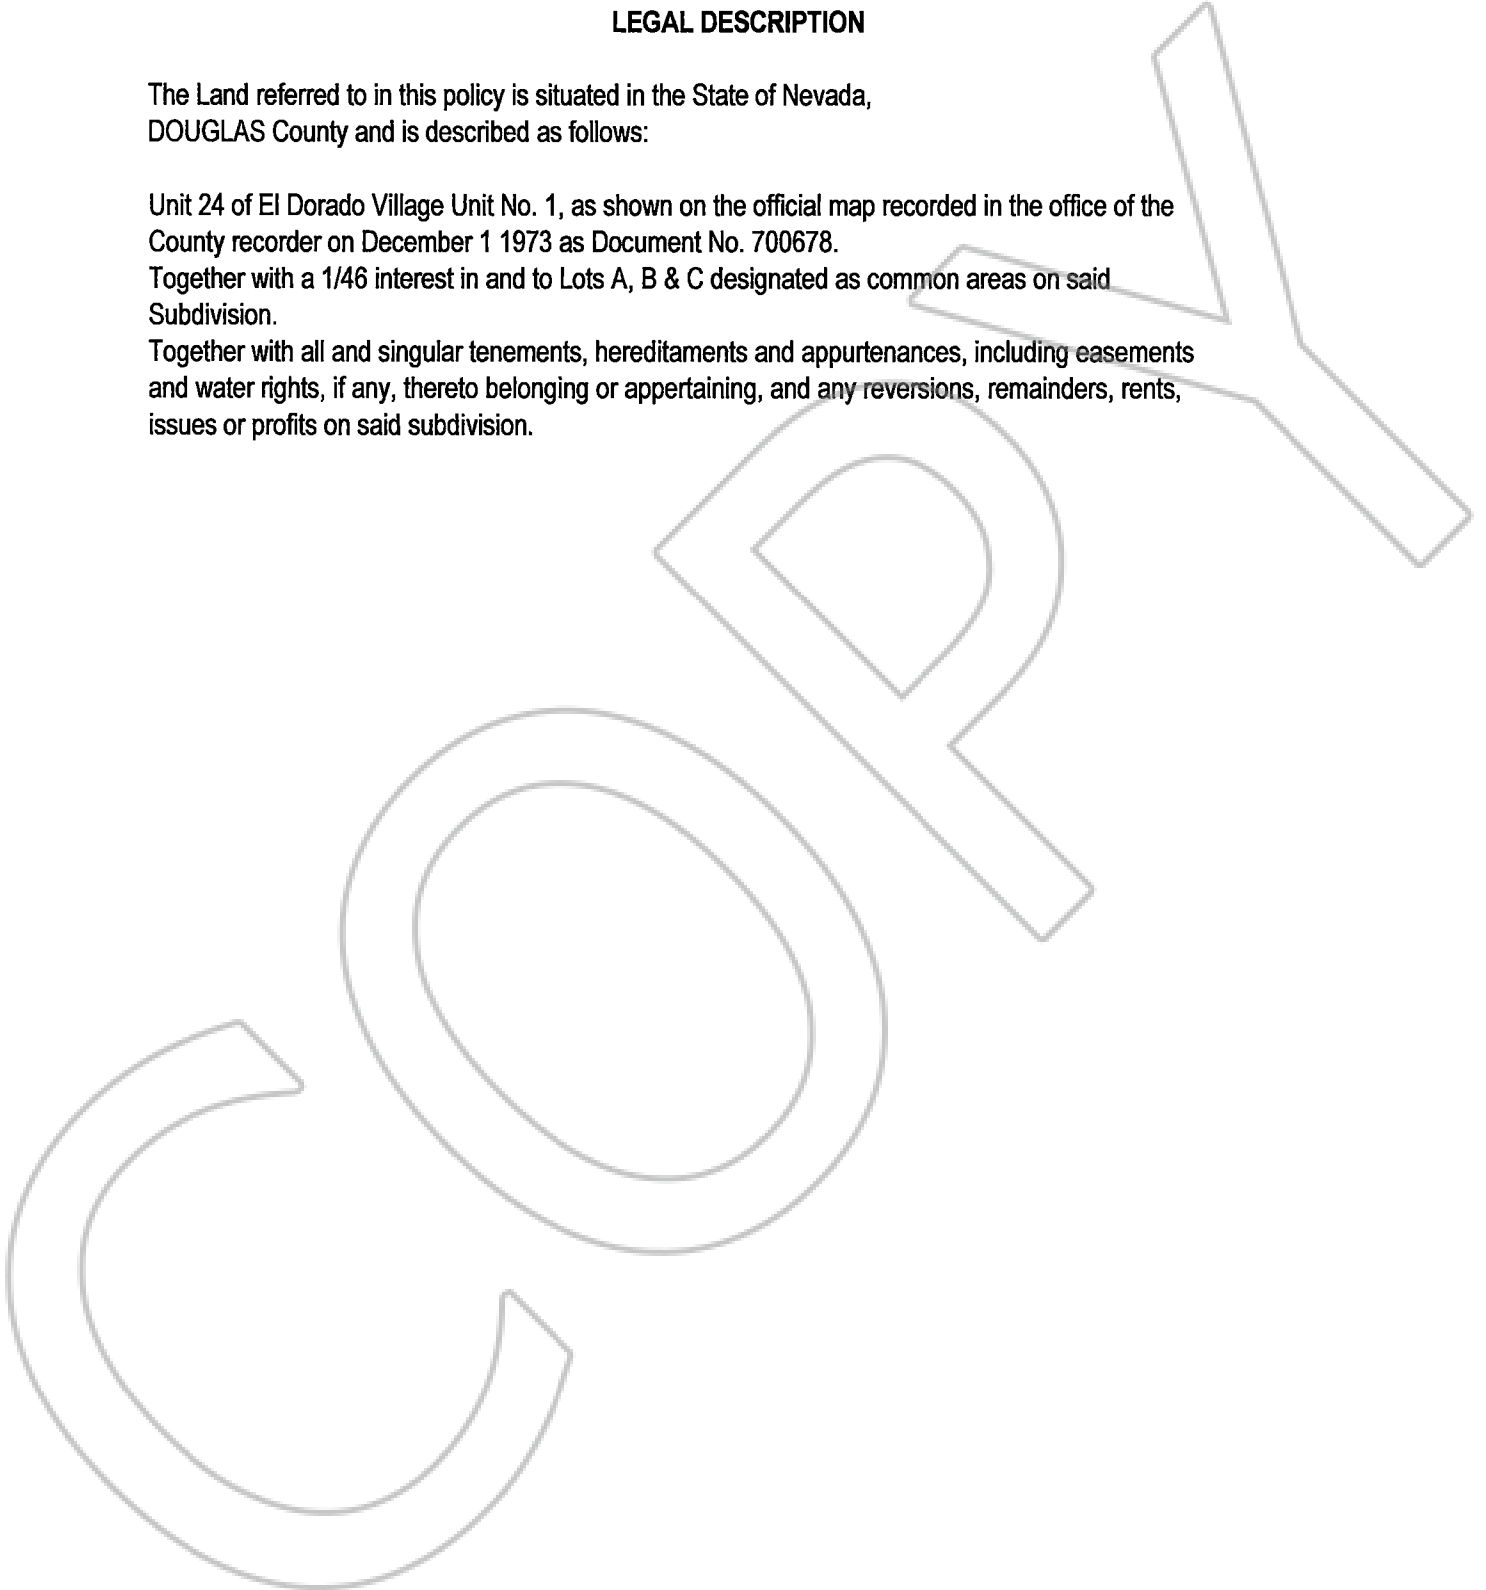 LEGAL DESCRIPTION
The Land referred to in this policy is situated in the State of Nevada,
DOUGLAS County and is described as follows:
Unit 24 of El Dorado Village Unit No. 1, as shown on the official map recorded in the office of the
County recorder on December 1 1973 as Document No. 700678.
Together with a 1/46 interest in and to Lots A, B & C designated as common areas on said
Subdivision.
Together with all and singular tenements, hereditaments and appurtenances, including easements
and water rights, if any, thereto belonging or appertaining, and any reversions, remainders, rents,
issues or profits on said subdivision.
COPY